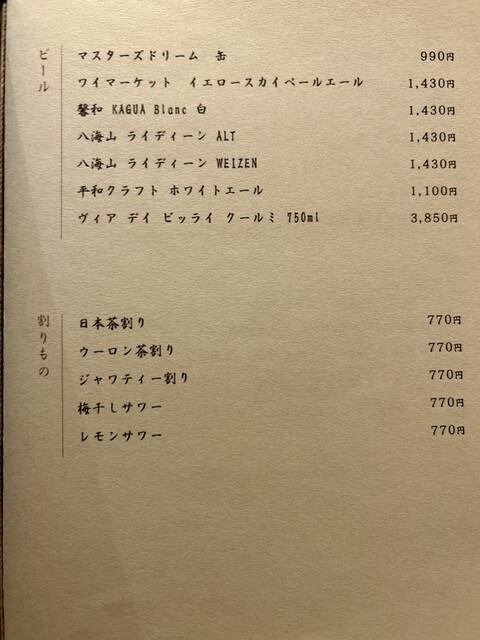 ビール
マスターズドリーム 缶 990円
ワイマーケット イエロースカイペールエール 1,430円
馨和 KAGUA Blanc 白 1,430円
八海山 ライディーン ALT 1,430円
八海山 ライディーン WEIZEN 1,430円
平和クラフト ホワイトエール 1,100円
ヴィア デイ ビッライ クールミ 750ml 3,850円
割りもの
日本茶割り 770円
ウーロン茶割り 770円
ジャワティー割り 770円
梅干しサワー 770円
レモンサワー 770円